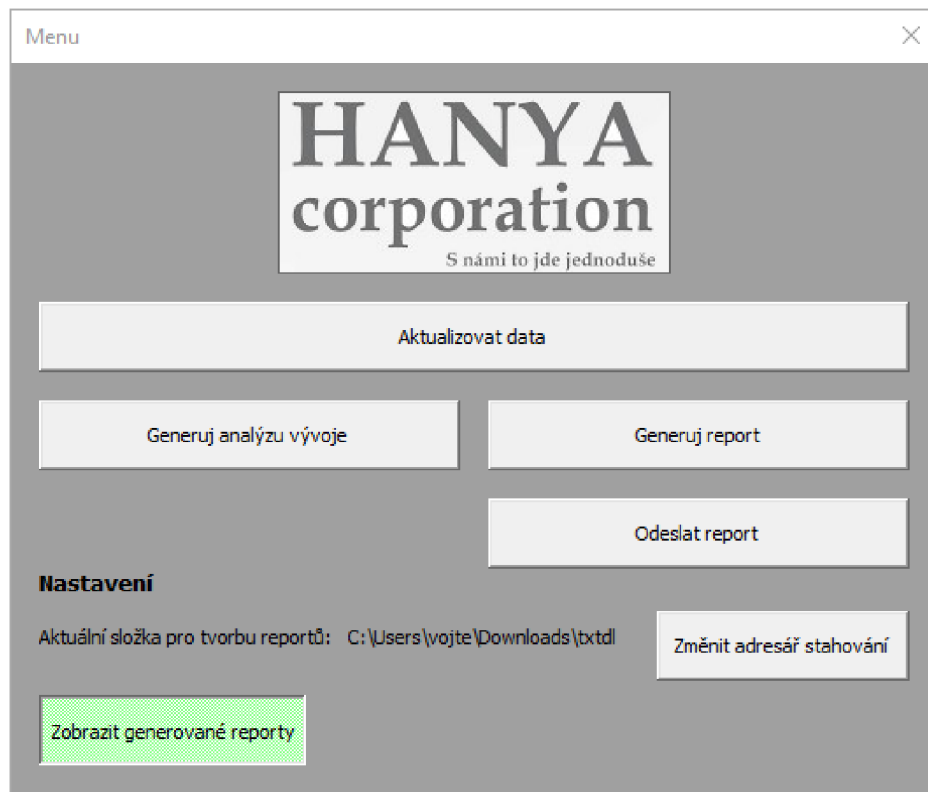 Menu
HANYA
corporation
S námi to jde jednoduše
Aktualizovat data
Generuj analýzu vývoje
Generuj report
Odeslat report
Nastavení
Aktuální složka pro tvorbu reportů: C:\Users\vojte\Downloads\txtdl
Změnit adresář stahování
Zobrazit generované reporty